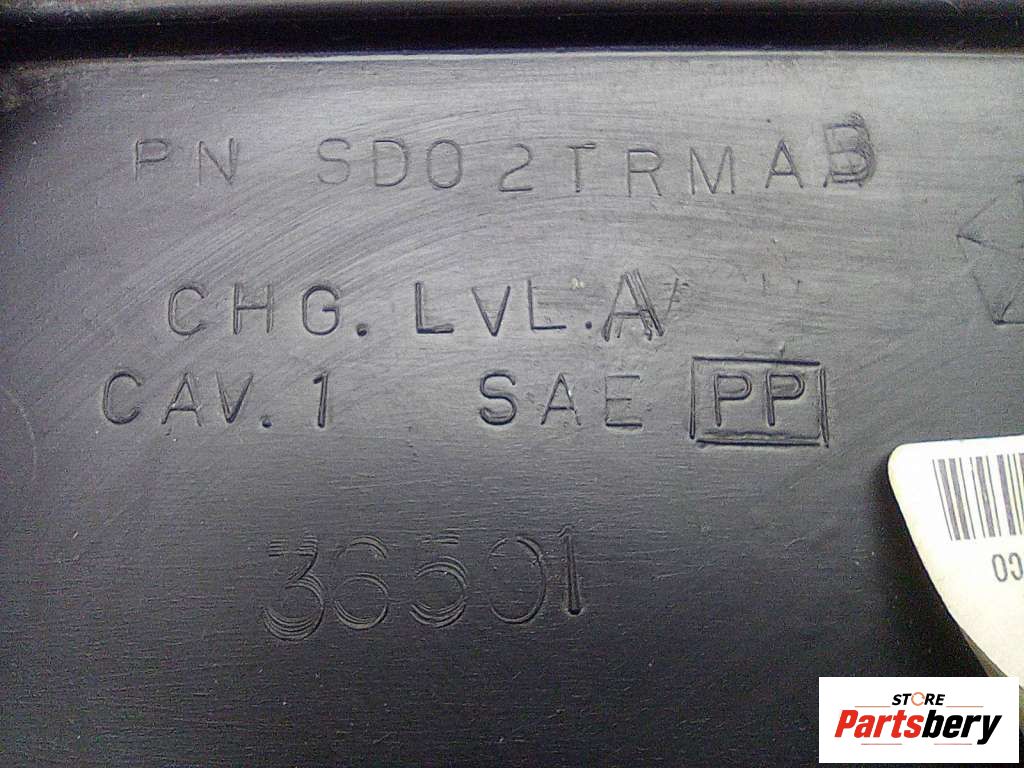 PN SD02TRMAB
CHG. LVL.A
CAV.1 SAE PP
36501
STORE
Partsbery